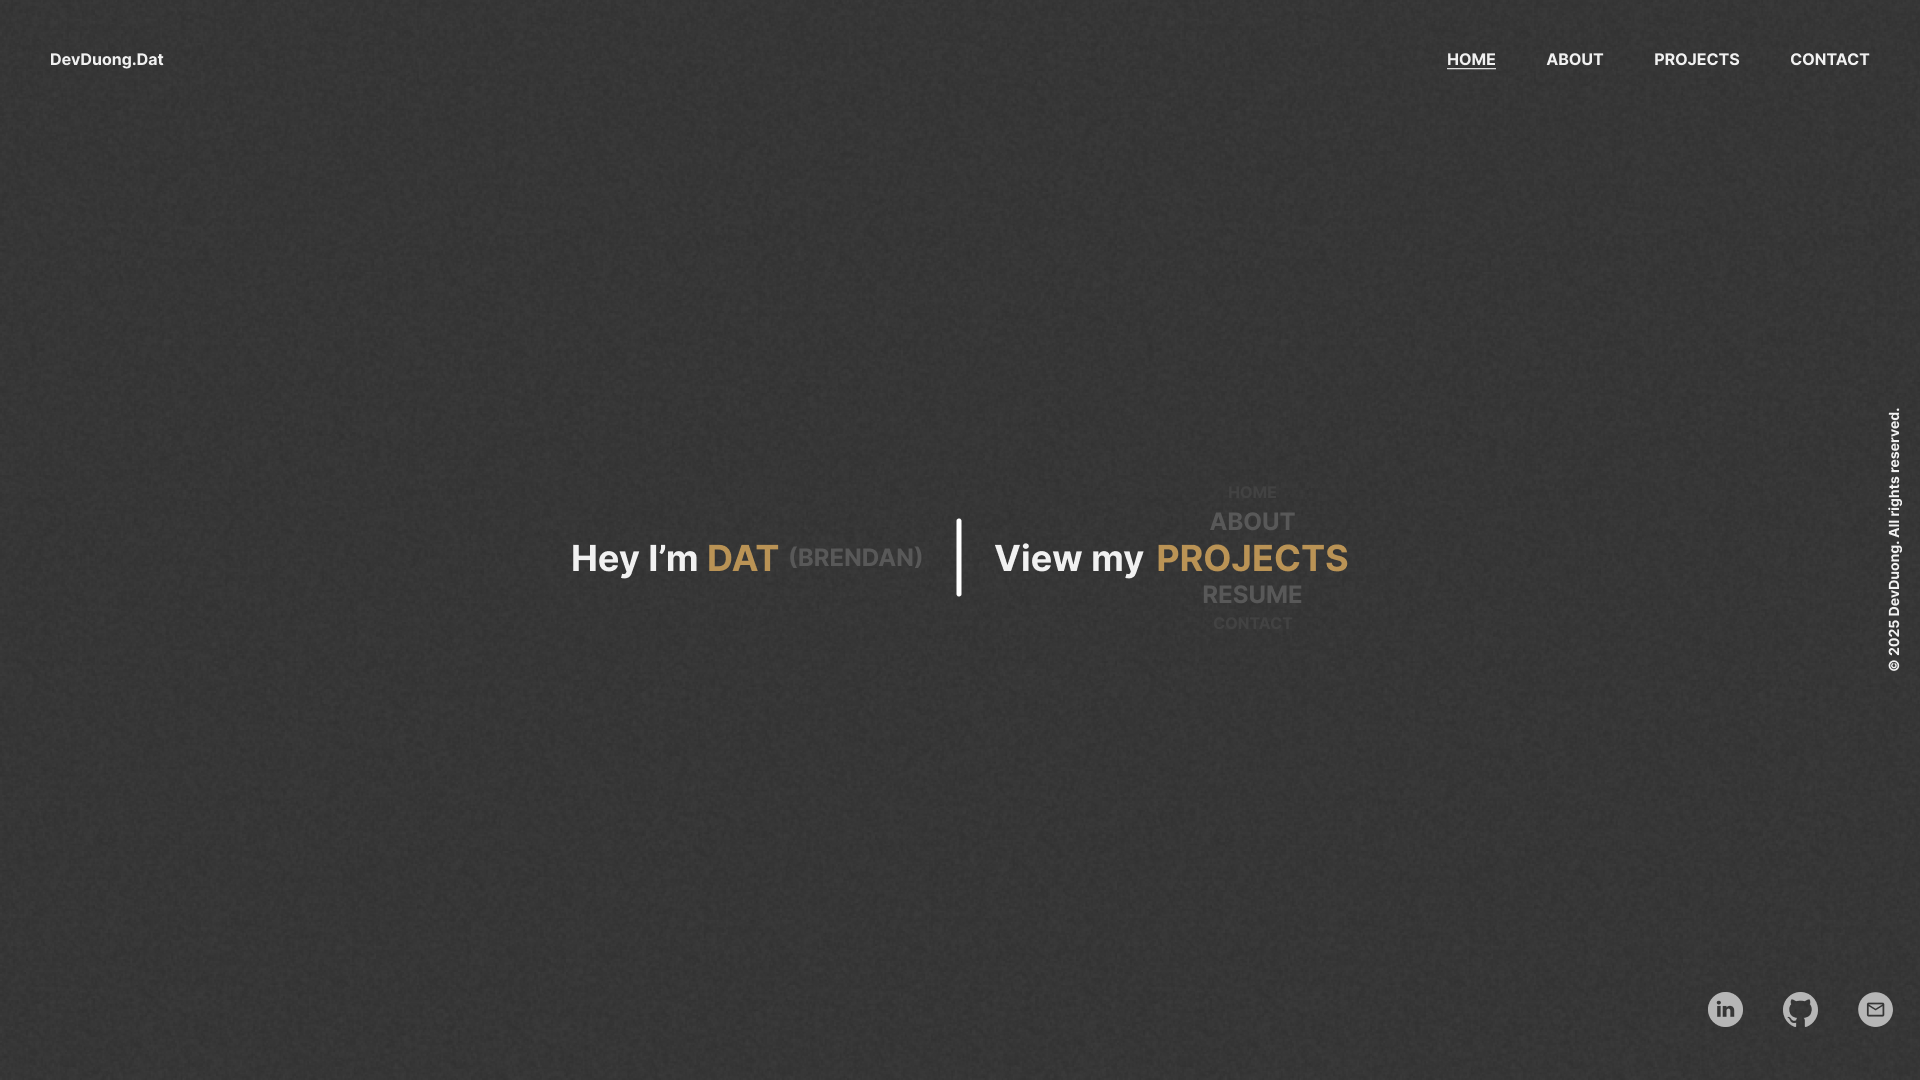 DevDuong.Dat
HOME ABOUT PROJECTS CONTACT
Hey I’m DAT (BRENDAN)
View my PROJECTS
HOME
ABOUT
RESUME
CONTACT
© 2025 DevDuong. All rights reserved.
in